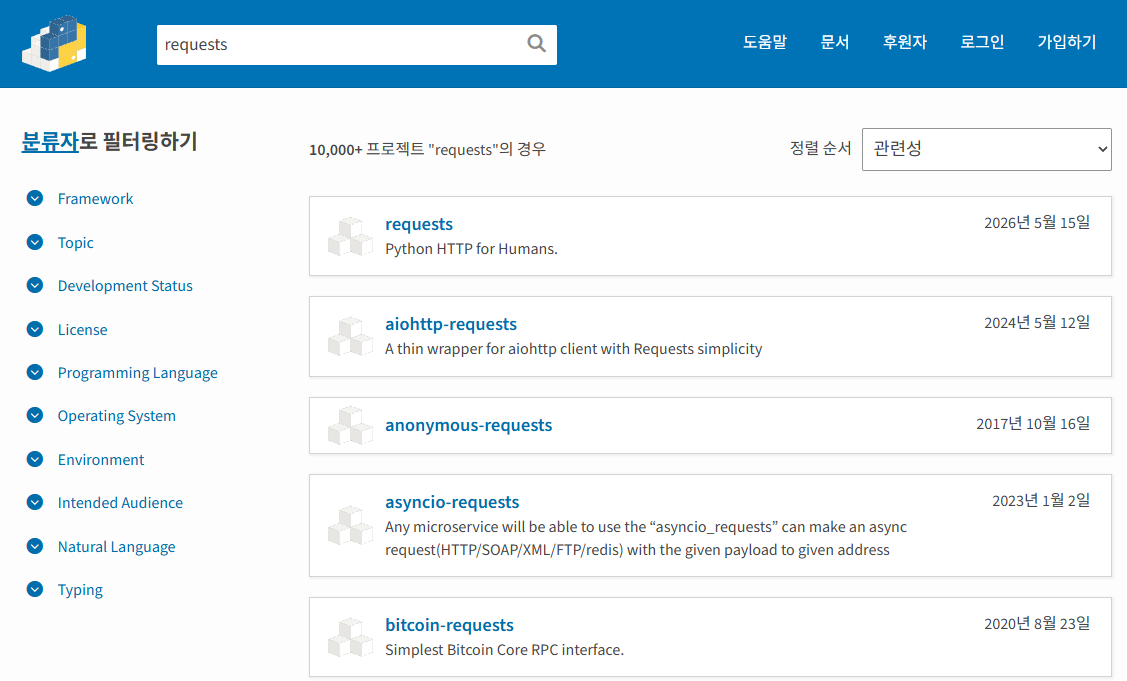 requests
도움말 문서 후원자 로그인 가입하기
분류자로 필터링하기
Framework
Topic
Development Status
License
Programming Language
Operating System
Environment
Intended Audience
Natural Language
Typing
10,000+ 프로젝트 "requests"의 경우
정렬 순서 관련성
requests 2026년 5월 15일
Python HTTP for Humans.
aiohttp-requests 2024년 5월 12일
A thin wrapper for aiohttp client with Requests simplicity
anonymous-requests 2017년 10월 16일
asyncio-requests 2023년 1월 2일
Any microservice will be able to use the “asyncio_requests” can make an async
request(HTTP/SOAP/XML/FTP/redis) with the given payload to given address
bitcoin-requests 2020년 8월 23일
Simplest Bitcoin Core RPC interface.